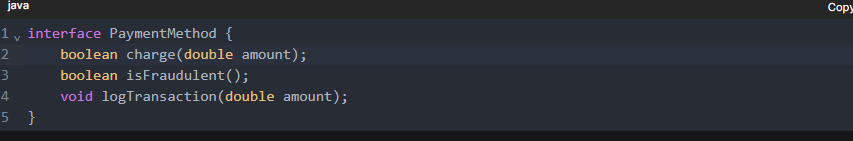 java
Copy
1 interface PaymentMethod {
2     boolean charge(double amount);
3     boolean isFraudulent();
4     void logTransaction(double amount);
5 }